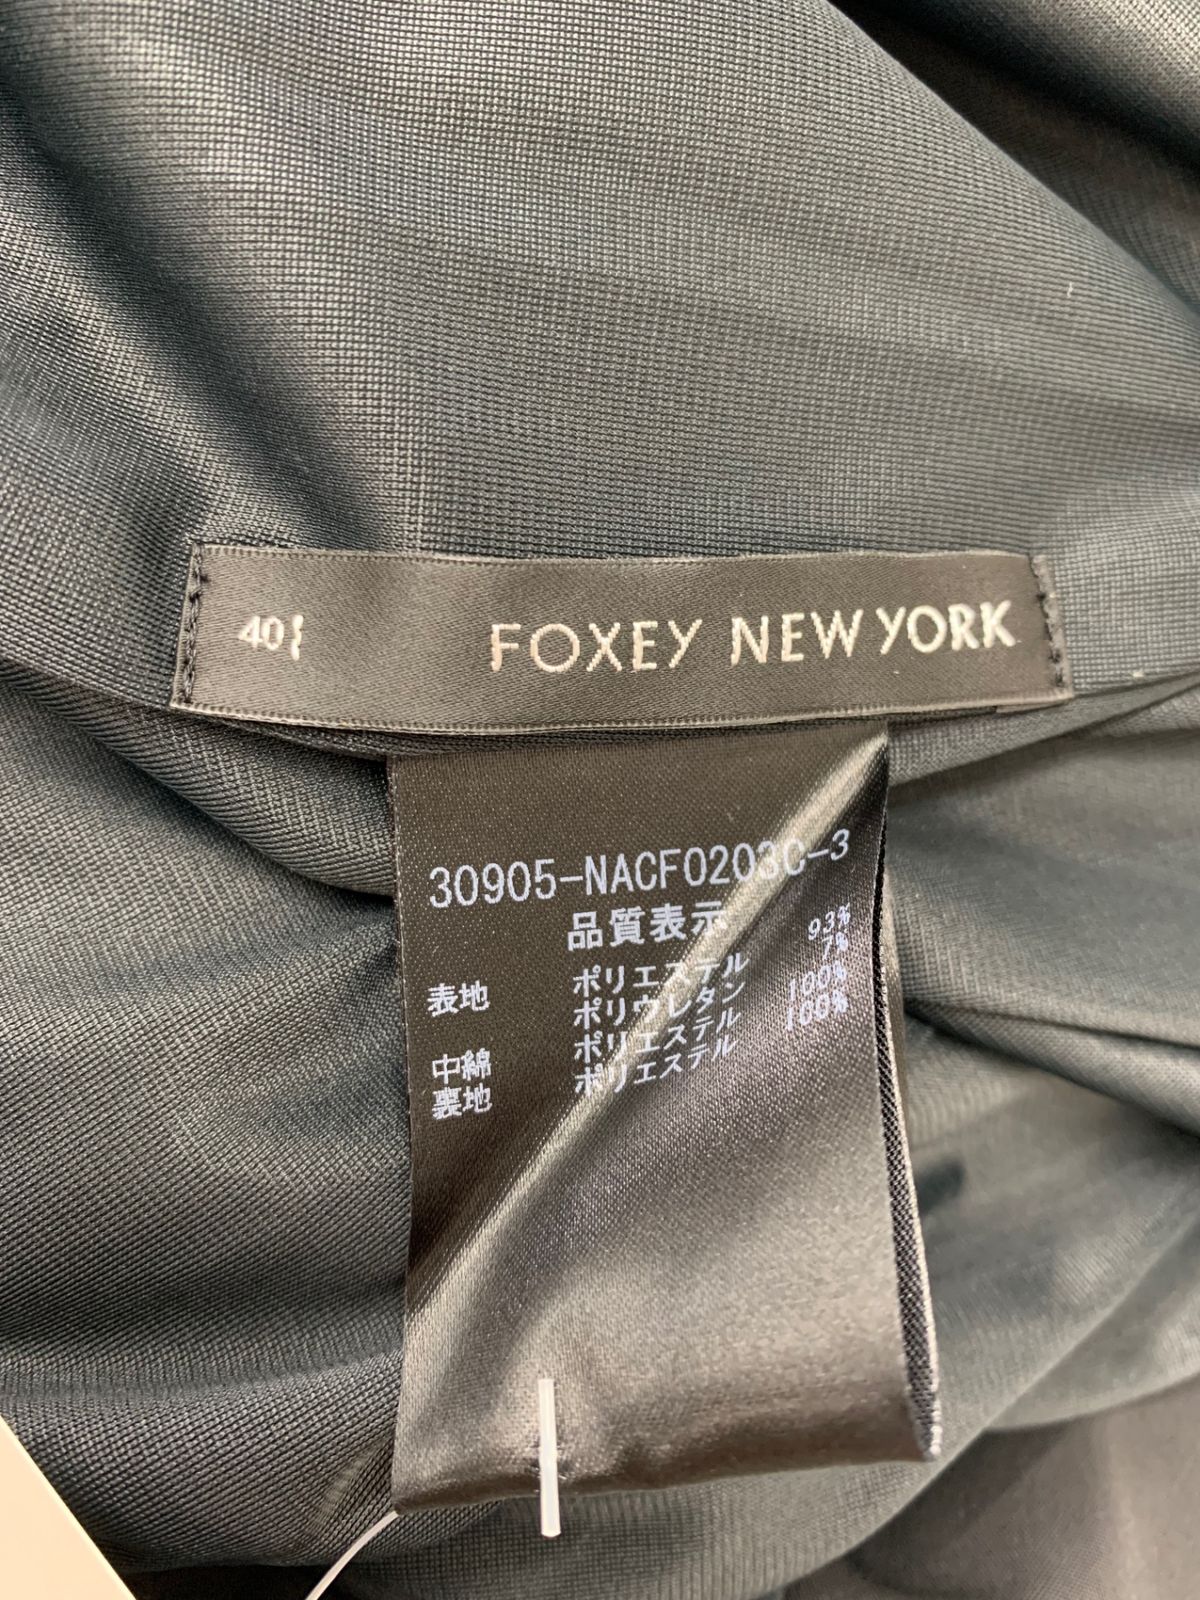 40 FOXEY NEW YORK
30905-NACF0203C-3
品質表示
表地 ポリエステル 93%
ポリウレタン 7%
中綿 ポリエステル 100%
裏地 ポリエステル 100%